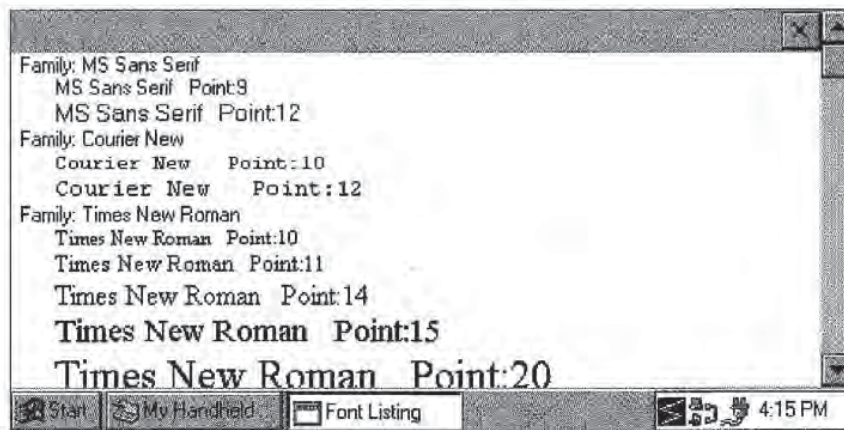 Family: MS Sans Serif
MS Sans Serif Point:9
MS Sans Serif Point:12
Family: Courier New
Courier New Point:10
Courier New Point:12
Family: Times New Roman
Times New Roman Point:10
Times New Roman Point:11
Times New Roman Point:14
Times New Roman Point:15
Times New Roman Point:20
Start My Handheld... Font Listing 4:15 PM